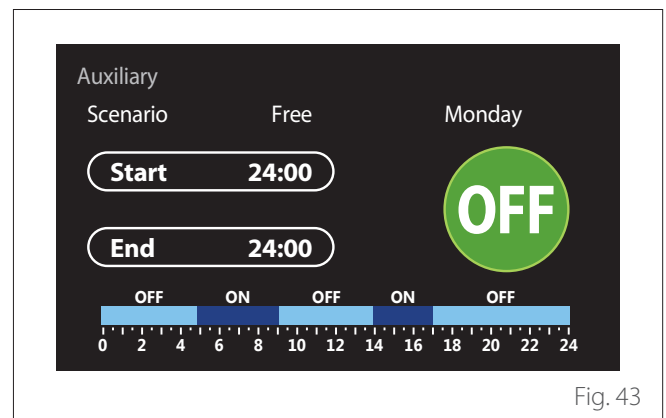 Auxiliary
Scenario Free Monday
Start 24:00
OFF
End 24:00
OFF ON OFF ON OFF
0 2 4 6 8 10 12 14 16 18 20 22 24
Fig. 43